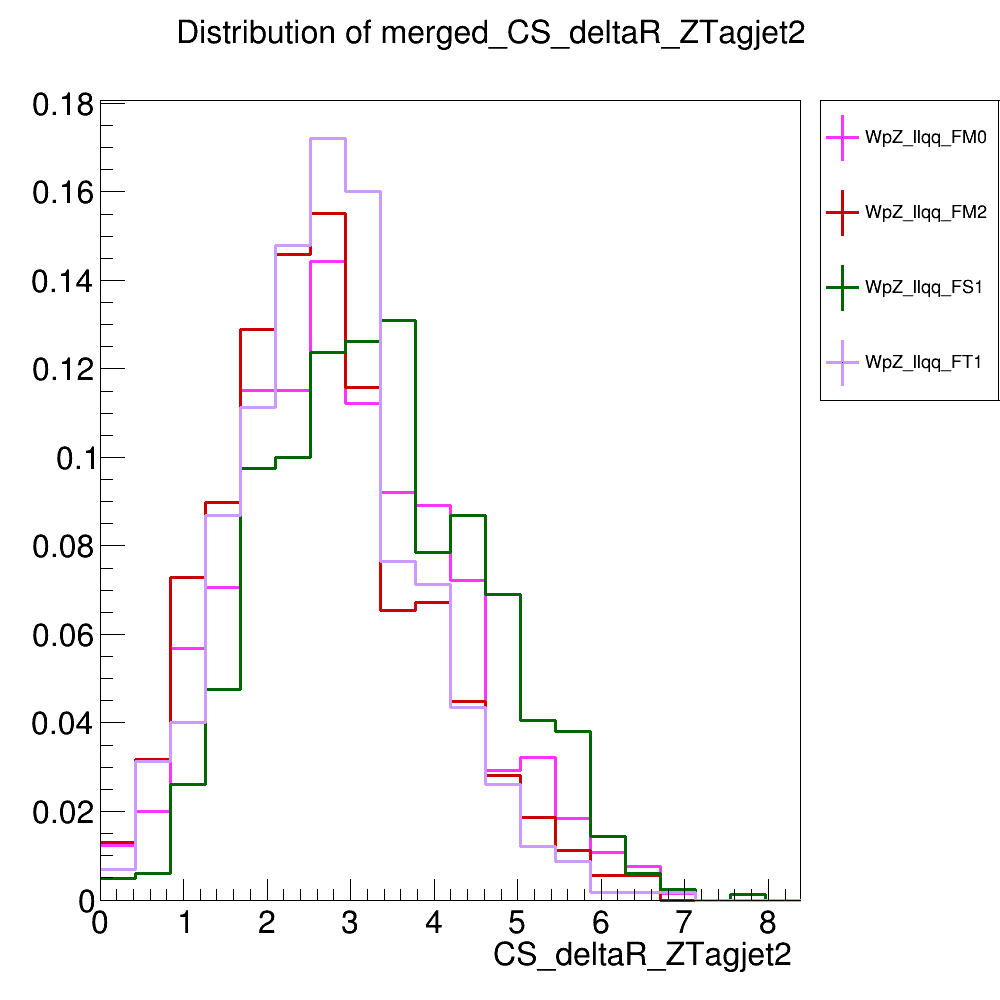 Distribution of merged_CS_deltaR_ZTagjet2
0.18
0.16
0.14
0.12
0.1
0.08
0.06
0.04
0.02
0
0 1 2 3 4 5 6 7 8
CS_deltaR_ZTagjet2
WpZ_llqq_FM0
WpZ_llqq_FM2
WpZ_llqq_FS1
WpZ_llqq_FT1